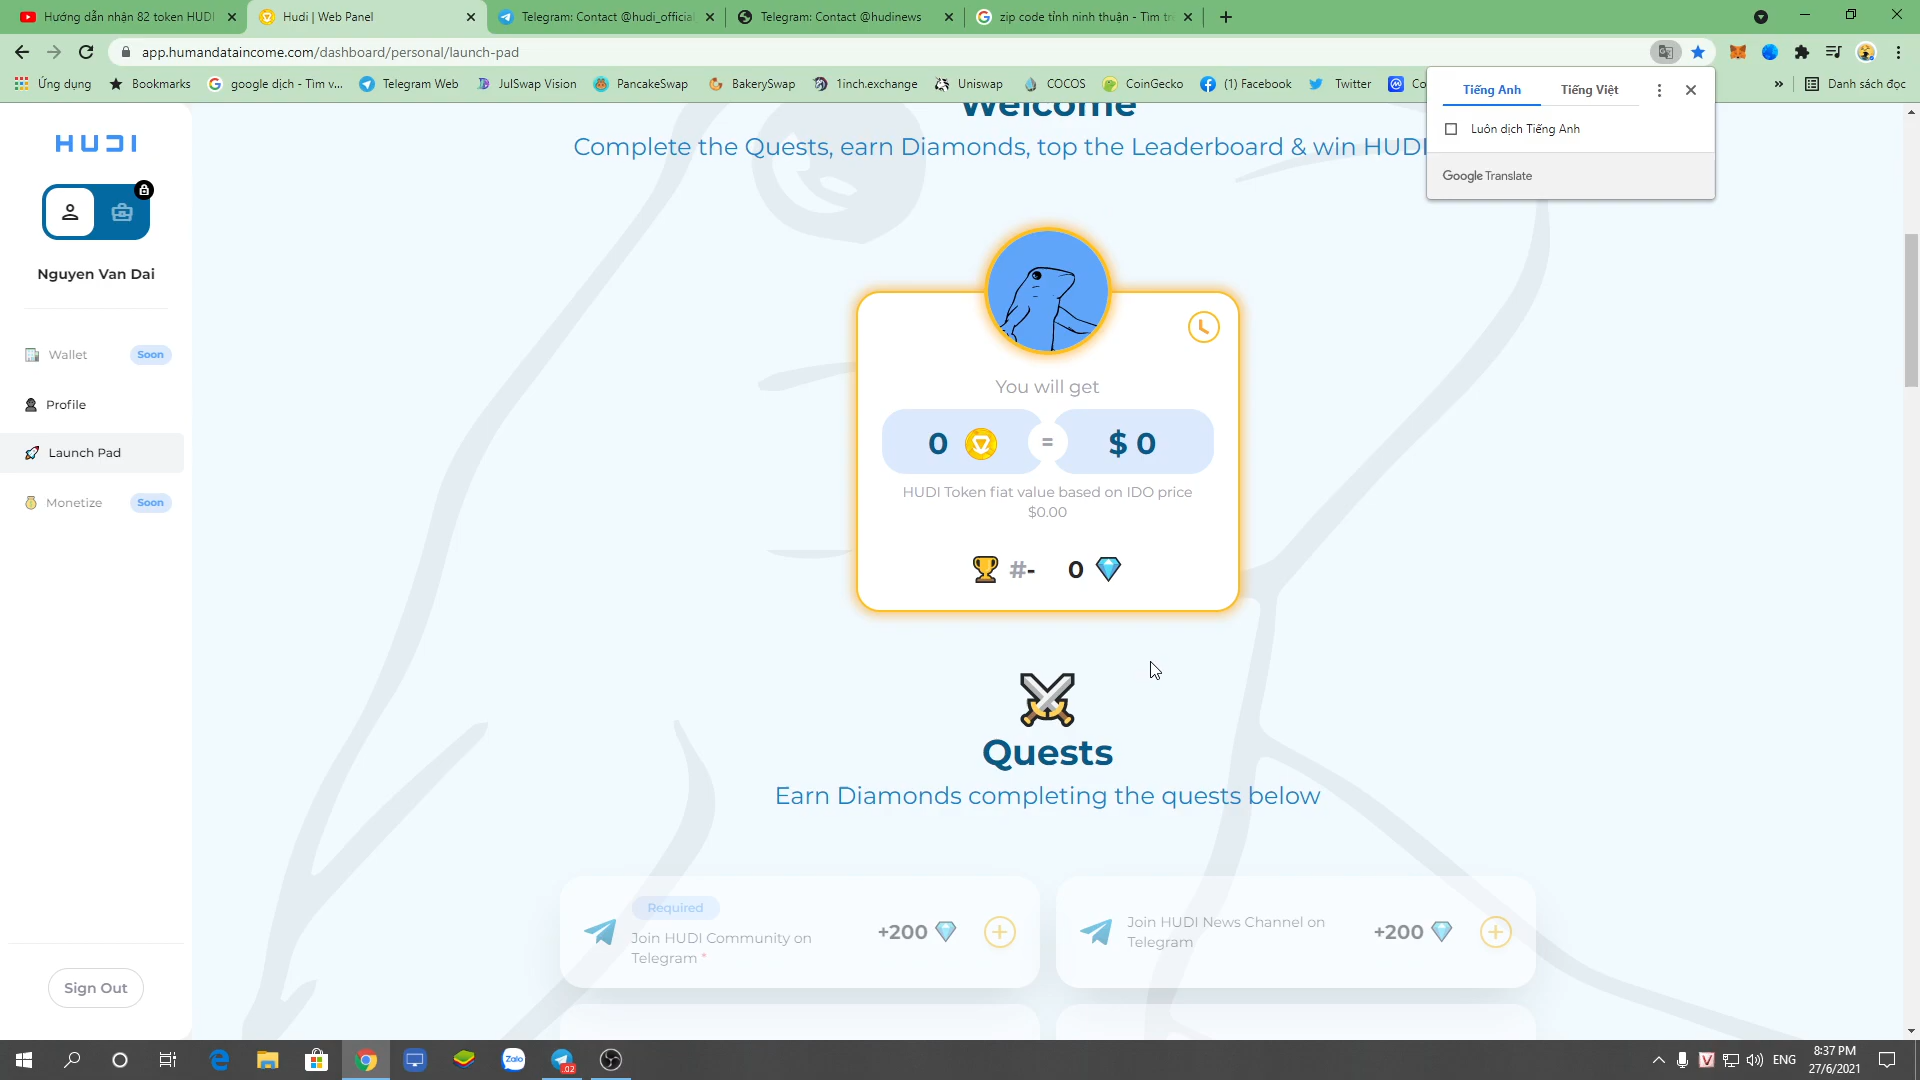 Hướng dẫn nhận 82 token HUDI
Hudi | Web Panel
Telegram: Contact @hudi_official
Telegram: Contact @hudinews
zip code tỉnh ninh thuận - Tìm tr
app.humandataincome.com/dashboard/personal/launch-pad
Ứng dụng
Bookmarks
google dịch - Tìm v...
Telegram Web
JulSwap Vision
PancakeSwap
BakerySwap
1inch.exchange
Uniswap
COCOS
CoinGecko
(1) Facebook
Twitter
Co
»
Danh sách đọc
Tiếng Anh
Tiếng Việt
Luôn dịch Tiếng Anh
Google Translate
HUDI
Nguyen Van Dai
Wallet
Soon
Profile
Launch Pad
Monetize
Soon
Sign Out
Welcome
Complete the Quests, earn Diamonds, top the Leaderboard & win HUDI
You will get
0
=
$ 0
HUDI Token fiat value based on IDO price
$0.00
#-
0
Quests
Earn Diamonds completing the quests below
Required
Join HUDI Community on
Telegram *
+200
Join HUDI News Channel on
Telegram
+200
Zalo
.02
V
ENG
8:37 PM
27/6/2021